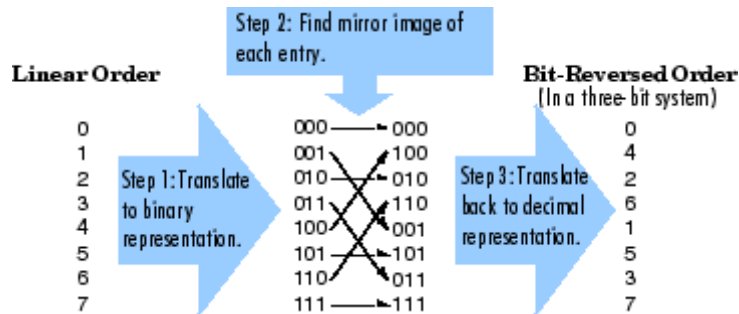 Step 2: Find mirror image of
each entry.
Linear Order
Bit-Reversed Order
(In a three-bit system)
0 000 000 0
1 001 100 4
2 010 010 2
3 011 110 6
4 100 001 1
5 101 101 5
6 110 011 3
7 111 111 7
Step 1: Translate
to binary
representation.
Step 3: Translate
back to decimal
representation.